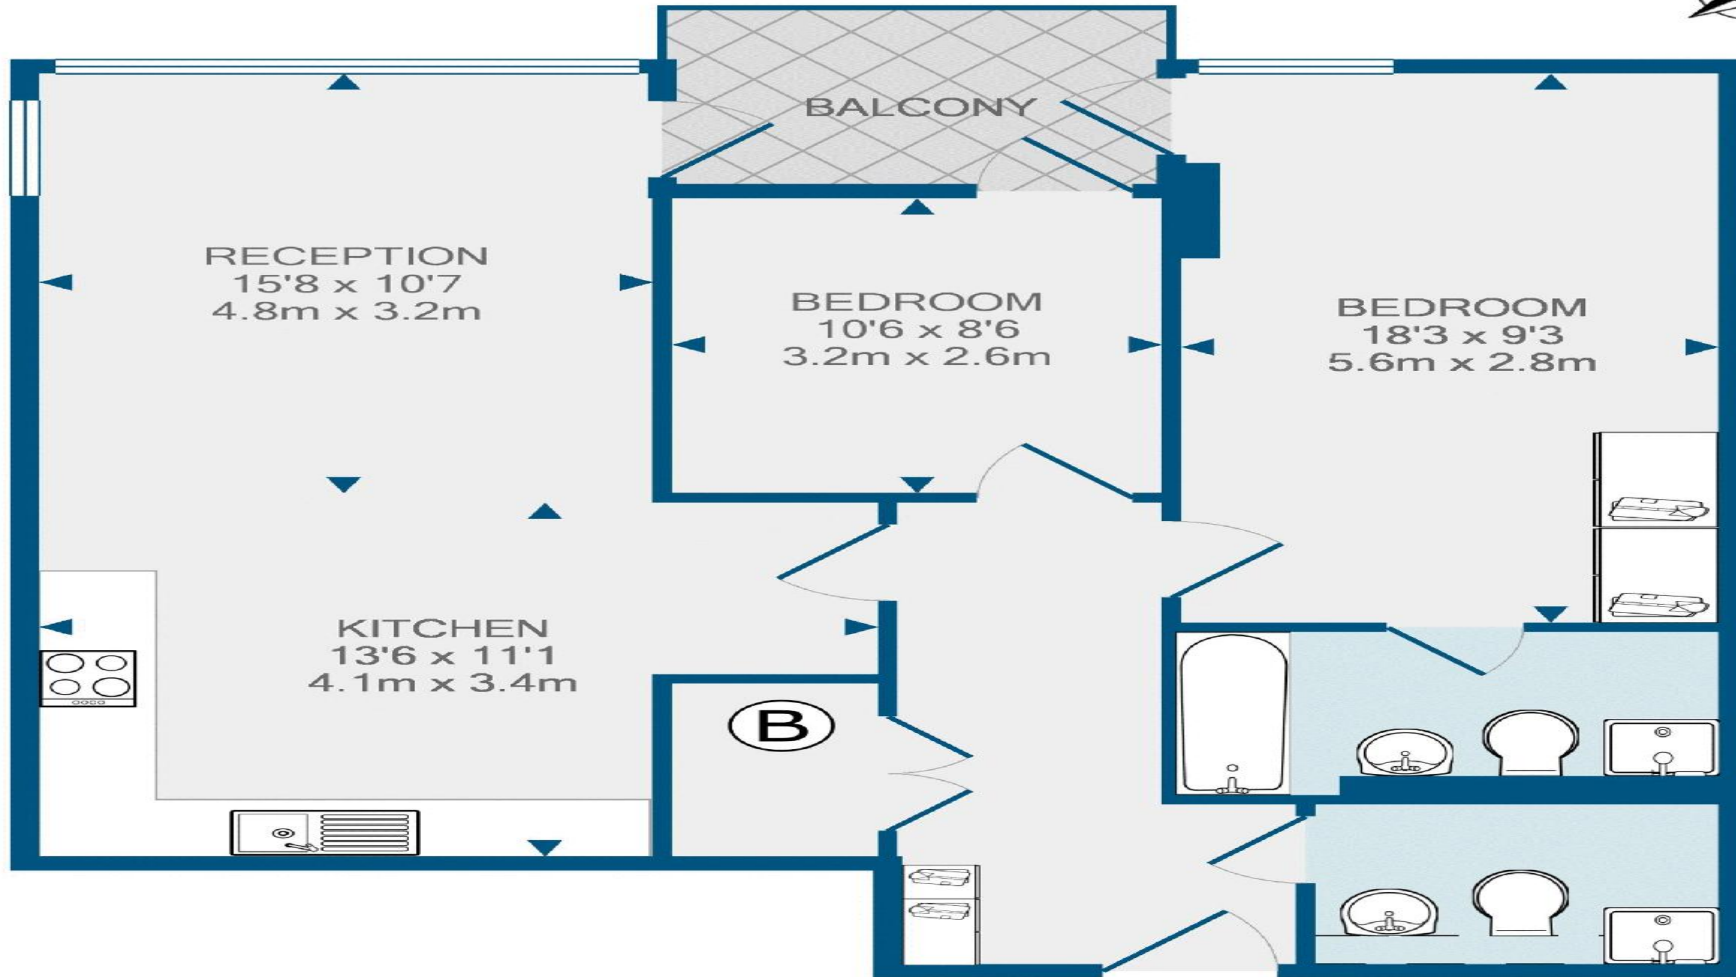 BALCONY
RECEPTION
15'8 x 10'7
4.8m x 3.2m
BEDROOM
10'6 x 8'6
3.2m x 2.6m
BEDROOM
18'3 x 9'3
5.6m x 2.8m
KITCHEN
13'6 x 11'1
4.1m x 3.4m
B